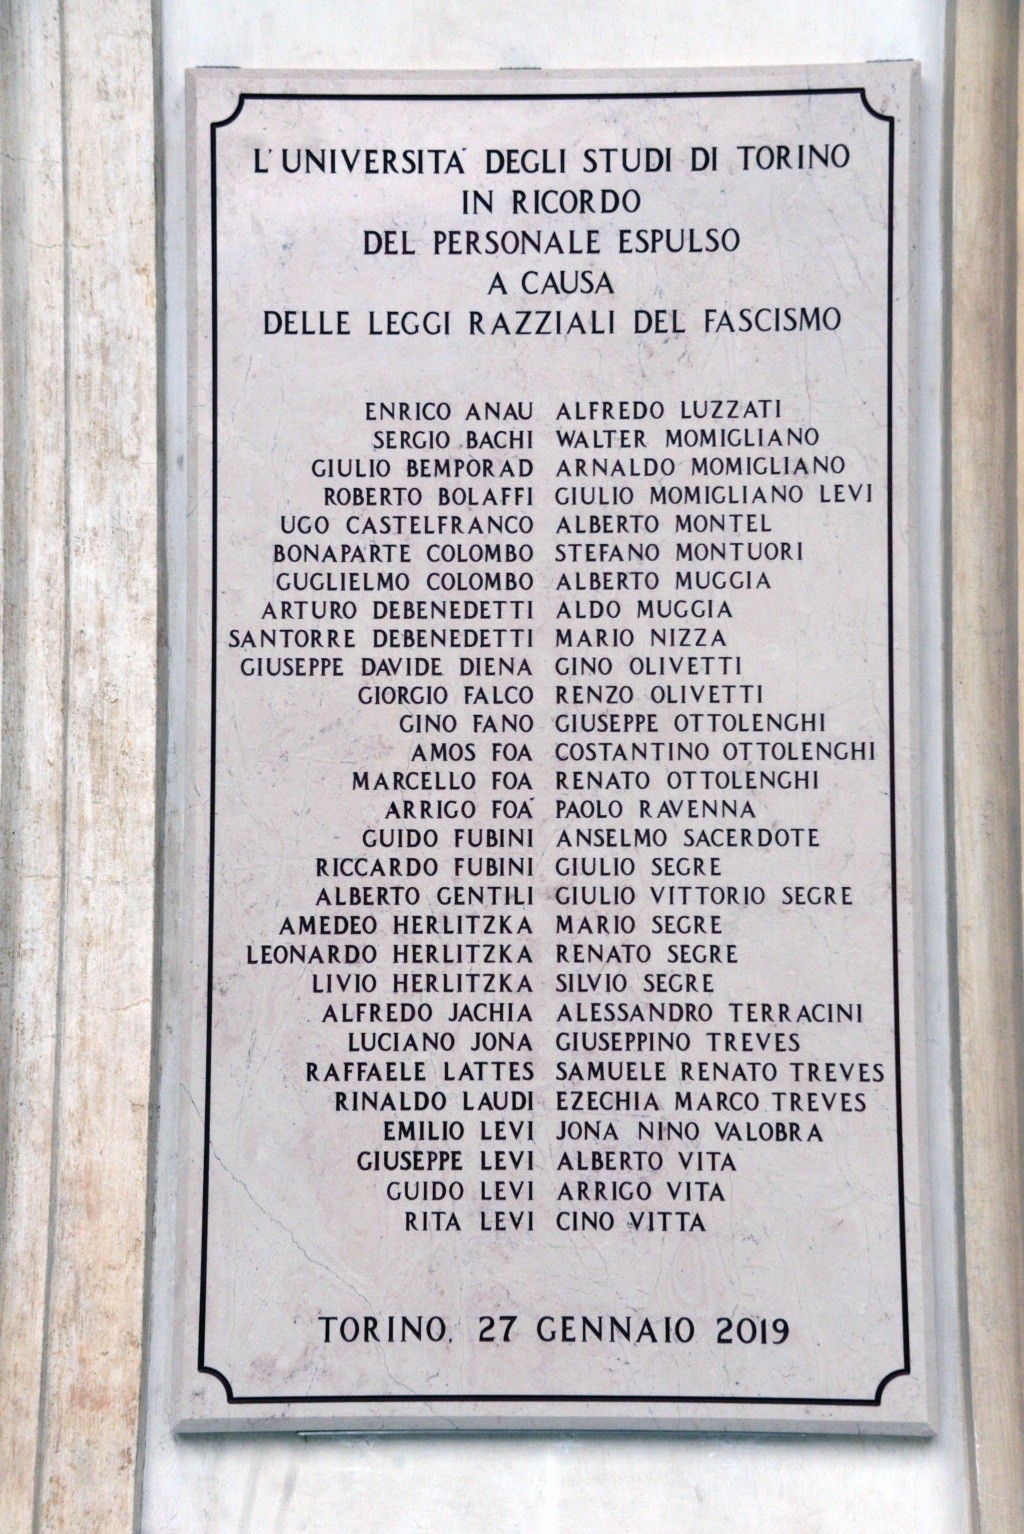 L'UNIVERSITA' DEGLI STUDI DI TORINO
IN RICORDO
DEL PERSONALE ESPULSO
A CAUSA
DELLE LEGGI RAZZIALI DEL FASCISMO
ENRICO ANAU ALFREDO LUZZATI
SERGIO BACHI WALTER MOMIGLIANO
GIULIO BEMPORAD ARNALDO MOMIGLIANO
ROBERTO BOLAFFI GIULIO MOMIGLIANO LEVI
UGO CASTELFRANCO ALBERTO MONTEL
BONAPARTE COLOMBO STEFANO MONTUORI
GUGLIELMO COLOMBO ALBERTO MUGGIA
ARTURO DEBENEDETTI ALDO MUGGIA
SANTORRE DEBENEDETTI MARIO NIZZA
GIUSEPPE DAVIDE DIENA GINO OLIVETTI
GIORGIO FALCO RENZO OLIVETTI
GINO FANO GIUSEPPE OTTOLENGHI
AMOS FOA COSTANTINO OTTOLENGHI
MARCELLO FOA RENATO OTTOLENGHI
ARRIGO FOA' PAOLO RAVENNA
GUIDO FUBINI ANSELMO SACERDOTE
RICCARDO FUBINI GIULIO SEGRE
ALBERTO GENTILI GIULIO VITTORIO SEGRE
AMEDEO HERLITZKA MARIO SEGRE
LEONARDO HERLITZKA RENATO SEGRE
LIVIO HERLITZKA SILVIO SEGRE
ALFREDO JACHIA ALESSANDRO TERRACINI
LUCIANO JONA GIUSEPPINO TREVES
RAFFAELE LATTES SAMUELE RENATO TREVES
RINALDO LAUDI EZECHIA MARCO TREVES
EMILIO LEVI JONA NINO VALOBRA
GIUSEPPE LEVI ALBERTO VITA
GUIDO LEVI ARRIGO VITA
RITA LEVI CINO VITTA
TORINO, 27 GENNAIO 2019